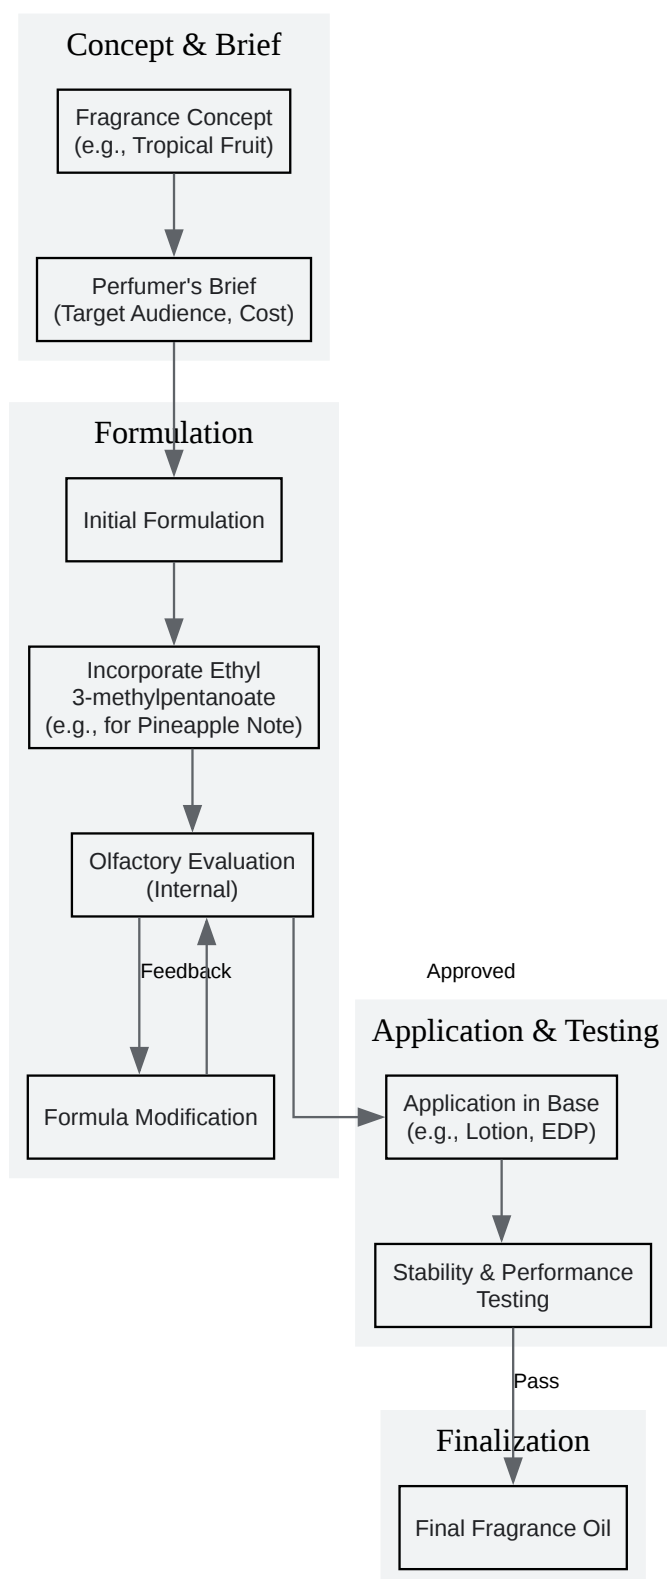 Concept & Brief
Fragrance Concept
(e.g., Tropical Fruit)
Perfumer's Brief
(Target Audience, Cost)
Formulation
Initial Formulation
Incorporate Ethyl
3-methylpentanoate
(e.g., for Pineapple Note)
Olfactory Evaluation
(Internal)
Feedback
Approved
Formula Modification
Application & Testing
Application in Base
(e.g., Lotion, EDP)
Stability & Performance
Testing
Pass
Finalization
Final Fragrance Oil